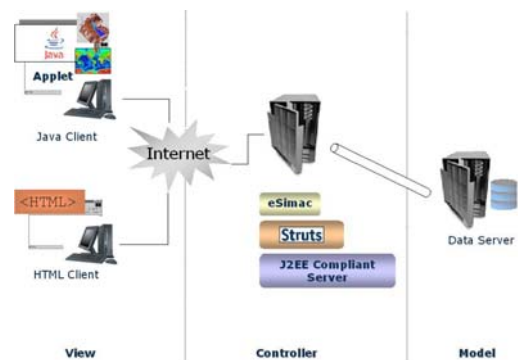 Java
Applet
Java Client
Internet
<HTML>
HTML Client
eSimac
Struts
J2EE Compliant
Server
Data Server
View
Controller
Model